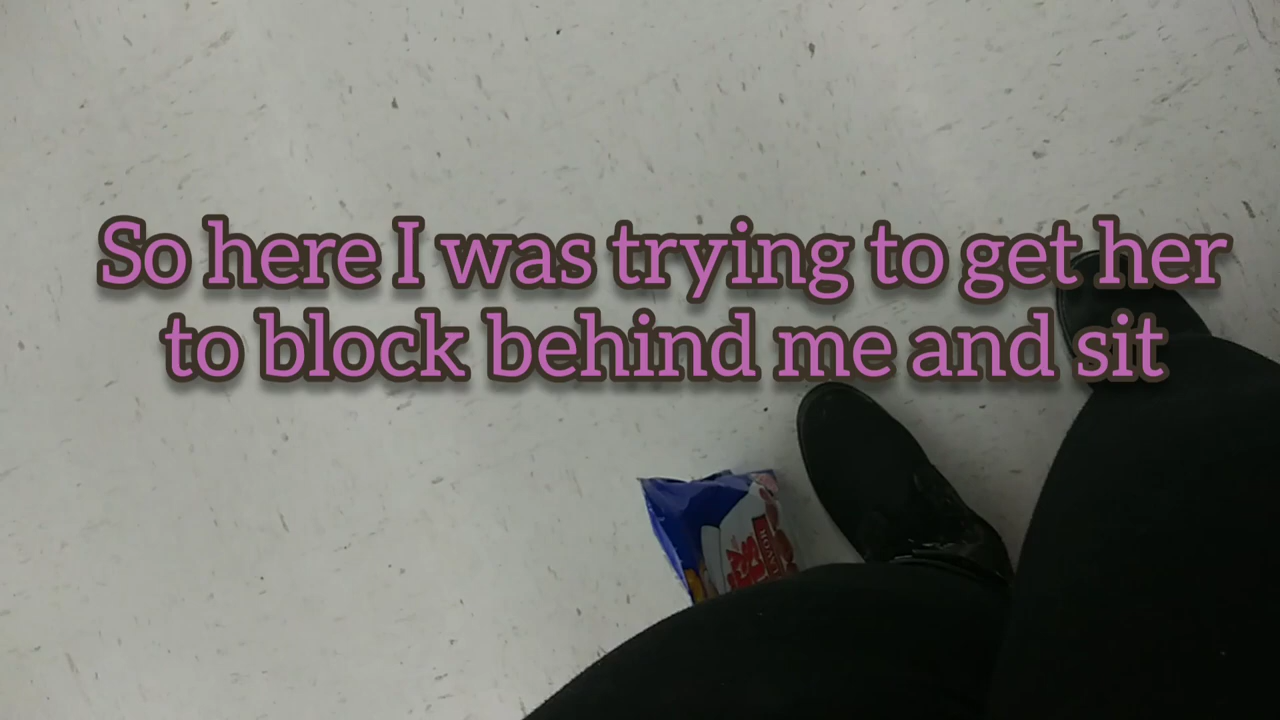 So here I was trying to get her
to block behind me and sit